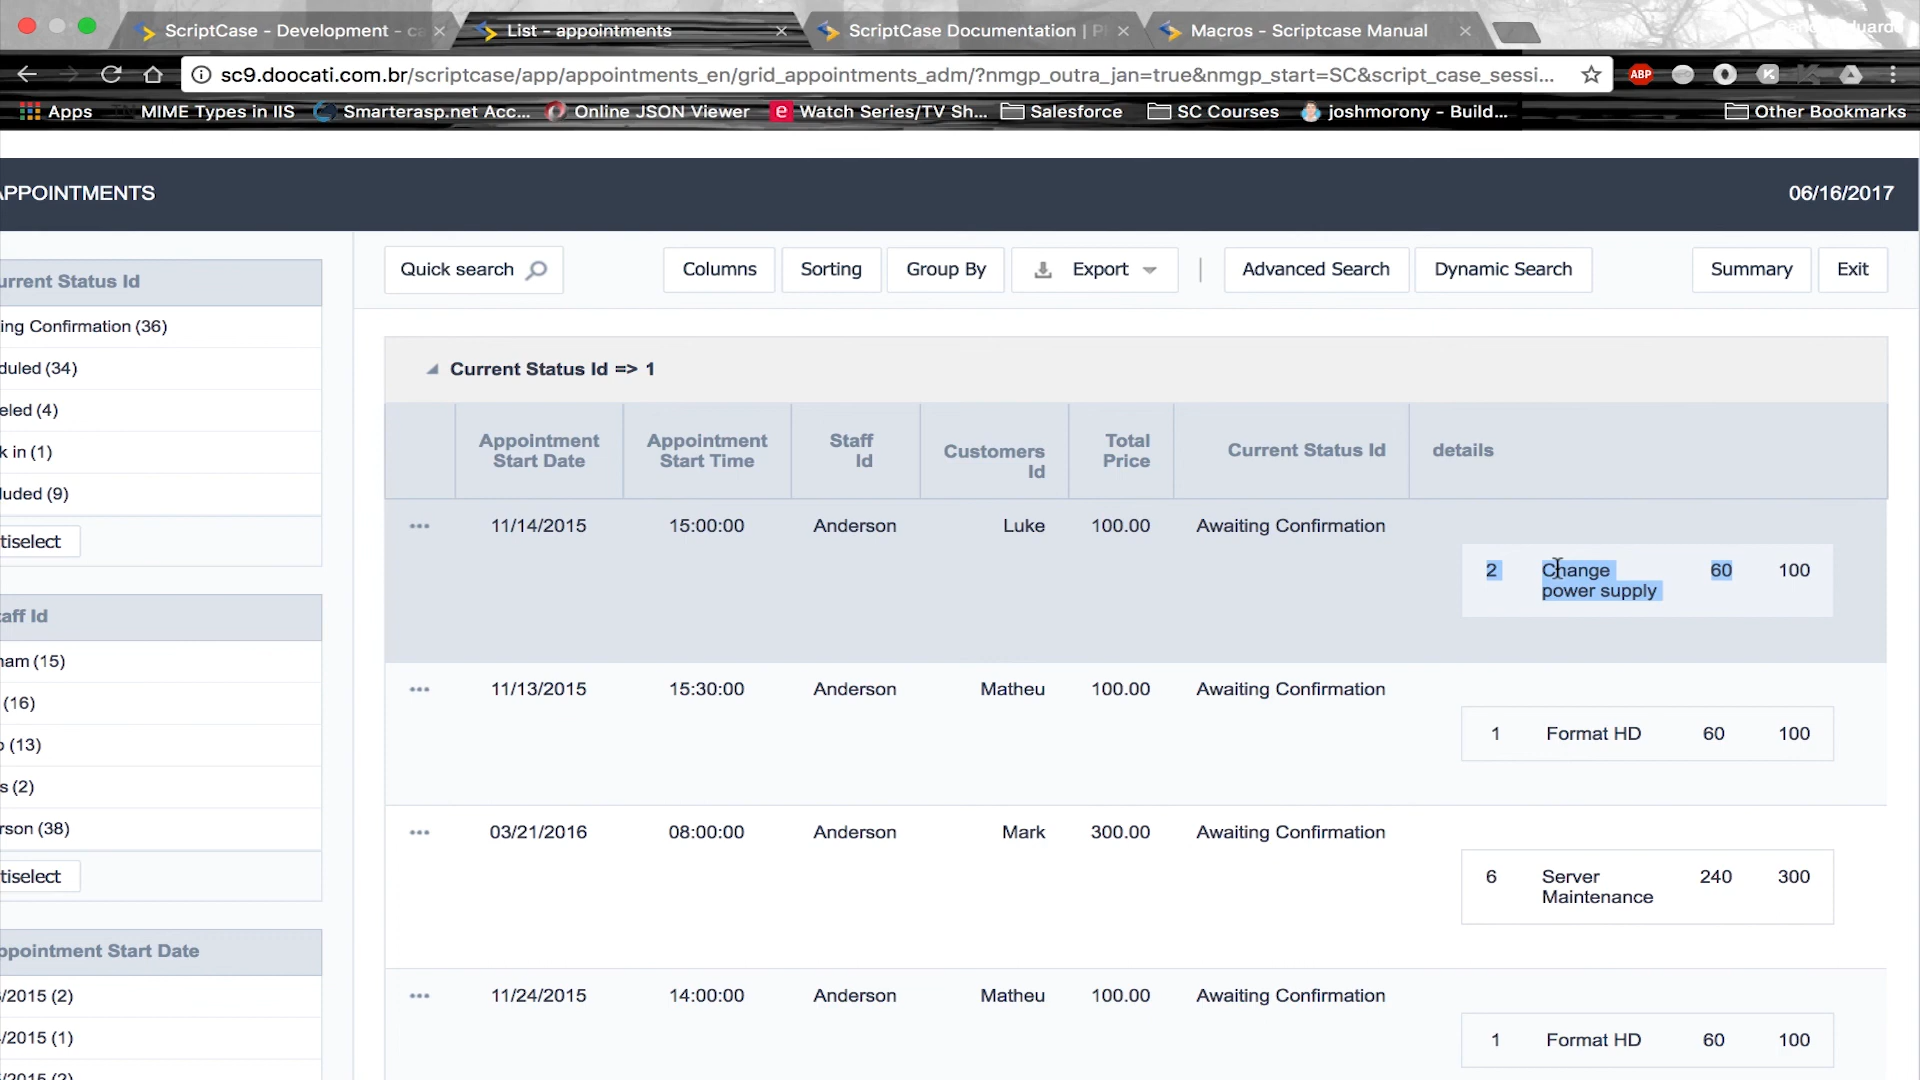 ScriptCase - Development - ca
List - appointments
ScriptCase Documentation | P
Macros - Scriptcase Manual
sc9.doocati.com.br/scriptcase/app/appointments_en/grid_appointments_adm/?nmgp_outra_jan=true&nmgp_start=SC&script_case_sessi...
ABP
Apps
MIME Types in IIS
Smarterasp.net Acc...
Online JSON Viewer
Watch Series/TV Sh...
Salesforce
SC Courses
joshmorony - Build...
Other Bookmarks
APPOINTMENTS
06/16/2017
urrent Status Id
ing Confirmation (36)
duled (34)
eled (4)
k in (1)
luded (9)
tiselect
aff Id
ham (15)
(16)
o (13)
s (2)
rson (38)
tiselect
ppointment Start Date
/2015 (2)
/2015 (1)
Quick search
Columns
Sorting
Group By
Export
Advanced Search
Dynamic Search
Summary
Exit
Current Status Id => 1
Appointment Start Date
Appointment Start Time
Staff Id
Customers Id
Total Price
Current Status Id
details
11/14/2015 15:00:00 Anderson Luke 100.00 Awaiting Confirmation
2 Change power supply 60 100
11/13/2015 15:30:00 Anderson Matheu 100.00 Awaiting Confirmation
1 Format HD 60 100
03/21/2016 08:00:00 Anderson Mark 300.00 Awaiting Confirmation
6 Server Maintenance 240 300
11/24/2015 14:00:00 Anderson Matheu 100.00 Awaiting Confirmation
1 Format HD 60 100